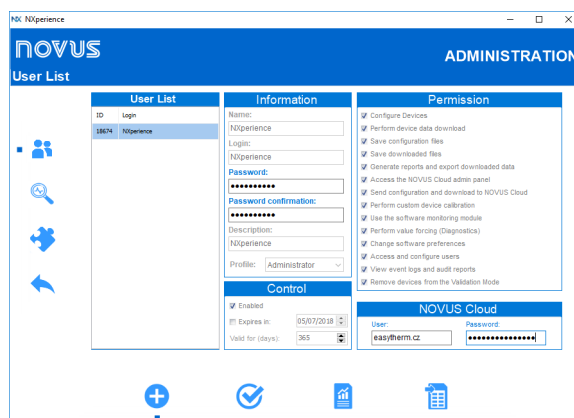 NX NXperience
NOVUS
ADMINISTRATION
User List
User List
ID Login
18674 NXperience
Information
Name:
NXperience
Login:
NXperience
Password:
●●●●●●●●●●
Password confirmation:
●●●●●●●●●●
Description:
NXperience
Profile: Administrator
Control
Enabled
Expires in: 05/07/2018
Valid for (days): 365
Permission
Configure Devices
Perform device data download
Save configuration files
Save downloaded files
Generate reports and export downloaded data
Access the NOVUS Cloud admin panel
Send configuration and download to NOVUS Cloud
Perform custom device calibration
Use the software monitoring module
Perform value forcing (Diagnostics)
Change software preferences
Access and configure users
View event logs and audit reports
Remove devices from the Validation Mode
NOVUS Cloud
User: Password:
easytherm.cz ●●●●●●●●●●●●●●●